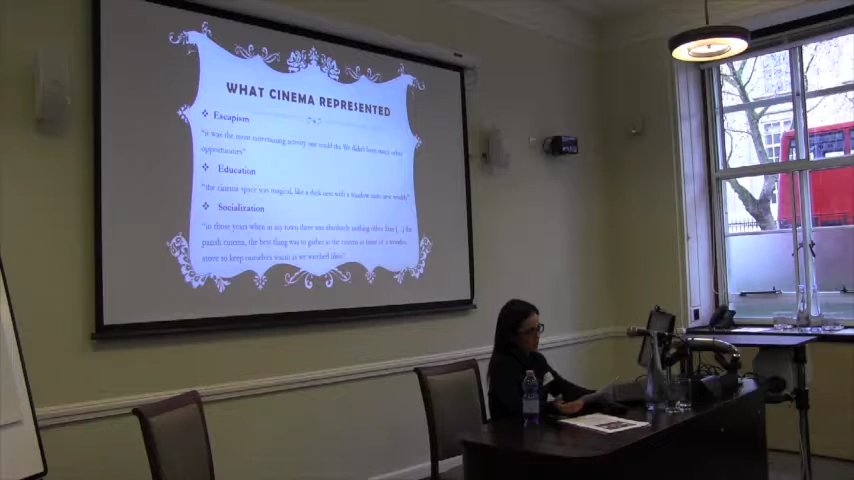 WHAT CINEMA REPRESENTED
Escapism
"it was the most entertaining activity one could do. We didn't have many other
opportunities"
Education
"the cinema space was magical, like a dark nest with a window onto new worlds"
Socialization
"in those years when in my town there was absolutely nothing other than [...] the
parish cinema, the best thing was to gather at the cinema in front of a wooden
stove to keep ourselves warm as we watched films"